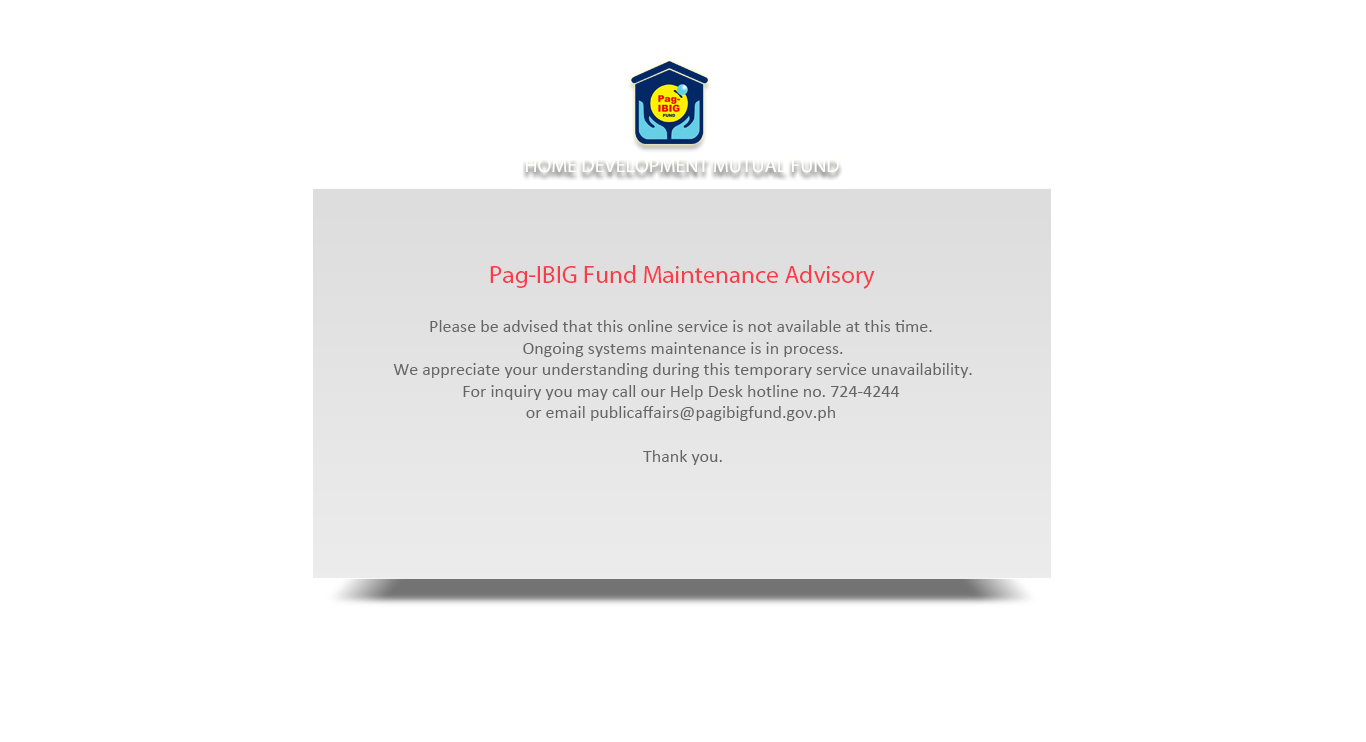 Pag-
IBIG
FUND
HOME DEVELOPMENT MUTUAL FUND
Pag-IBIG Fund Maintenance Advisory
Please be advised that this online service is not available at this time.
Ongoing systems maintenance is in process.
We appreciate your understanding during this temporary service unavailability.
For inquiry you may call our Help Desk hotline no. 724-4244
or email publicaffairs@pagibigfund.gov.ph
Thank you.